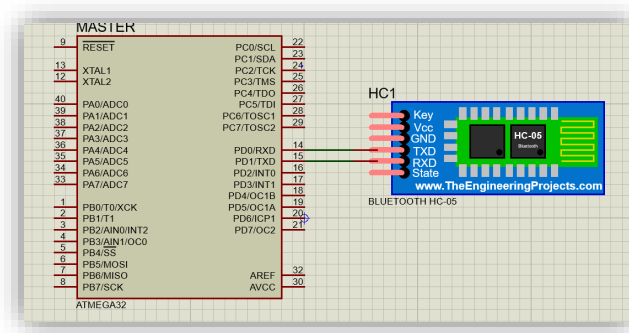 MASTER
9 RESET PC0/SCL 22
PC1/SDA 23
13 XTAL1 PC2/TCK 24
12 XTAL2 PC3/TMS 25
PC4/TDO 26
40 PA0/ADC0 PC5/TDI 27
39 PA1/ADC1 PC6/TOSC1 28
38 PA2/ADC2 PC7/TOSC2 29
37 PA3/ADC3
36 PA4/ADC4 PD0/RXD 14
35 PA5/ADC5 PD1/TXD 15
34 PA6/ADC6 PD2/INT0 16
33 PA7/ADC7 PD3/INT1 17
PD4/OC1B 18
1 PB0/T0/XCK PD5/OC1A 19
2 PB1/T1 PD6/ICP1 20
3 PB2/AIN0/INT2 PD7/OC2 21
4 PB3/AIN1/OC0
5 PB4/SS
6 PB5/MOSI
7 PB6/MISO AREF 32
8 PB7/SCK AVCC 30
ATMEGA32
HC1
Key
Vcc
GND
TXD
RXD
State
HC-05
Bluetooth
www.TheEngineeringProjects.com
BLUETOOTH HC-05